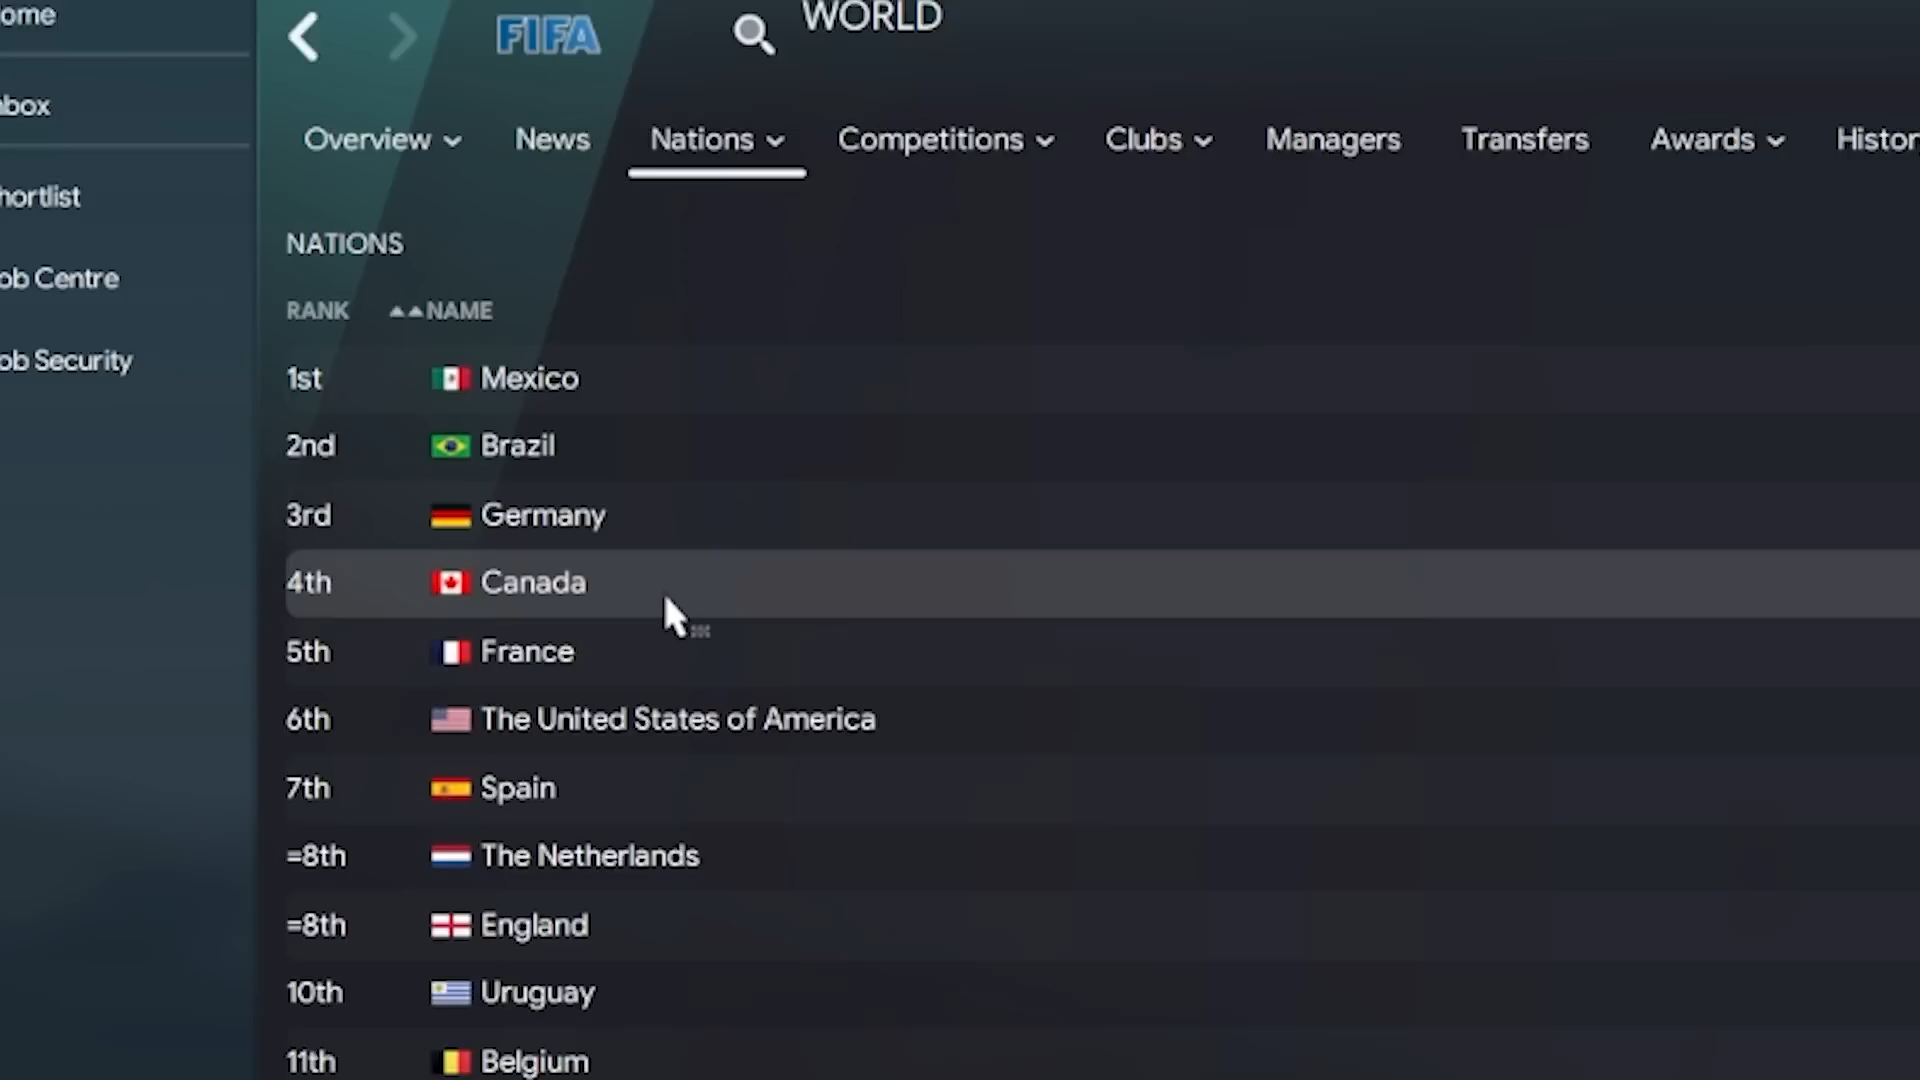 ome
FIFA
WORLD
nbox
Overview News Nations Competitions Clubs Managers Transfers Awards Histor
hortlist
NATIONS
ob Centre
RANK NAME
ob Security
1st Mexico
2nd Brazil
3rd Germany
4th Canada
5th France
6th The United States of America
7th Spain
=8th The Netherlands
=8th England
10th Uruguay
11th Belgium